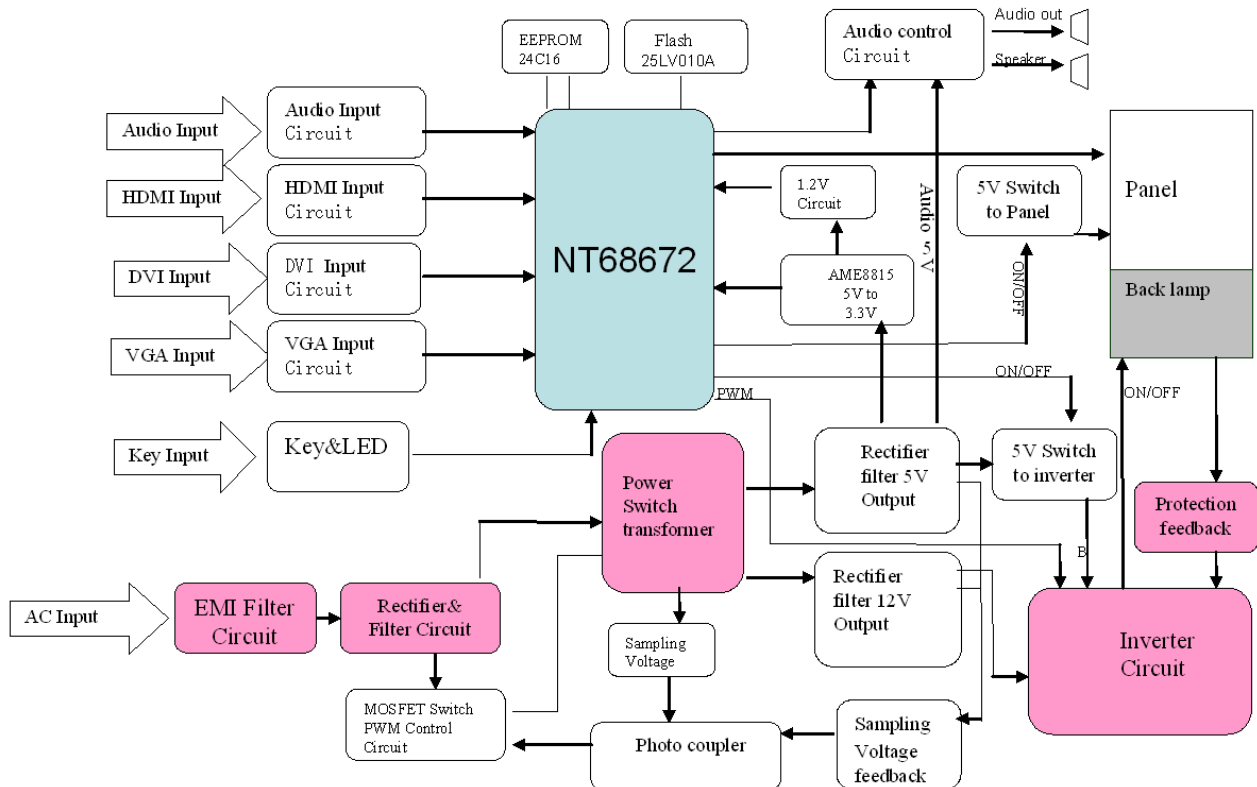 EEPROM
24C16
Flash
25LV010A
Audio control
Circuit
Audio out
Speaker
Audio Input
Audio Input
Circuit
HDMI Input
HDMI Input
Circuit
DVI Input
DVI Input
Circuit
VGA Input
VGA Input
Circuit
Key Input
Key&LED
NT68672
1.2V
Circuit
AME8815
5V to
3.3V
Audio 5V
5V Switch
to Panel
ON/OFF
Panel
Back lamp
ON/OFF
PWM
ON/OFF
Power
Switch
transformer
Rectifier
filter 5V
Output
5V Switch
to inverter
B
Protection
feedback
Rectifier
filter 12V
Output
Inverter
Circuit
AC Input
EMI Filter
Circuit
Rectifier&
Filter Circuit
Sampling
Voltage
MOSFET Switch
PWM Control
Circuit
Photo coupler
Sampling
Voltage
feedback